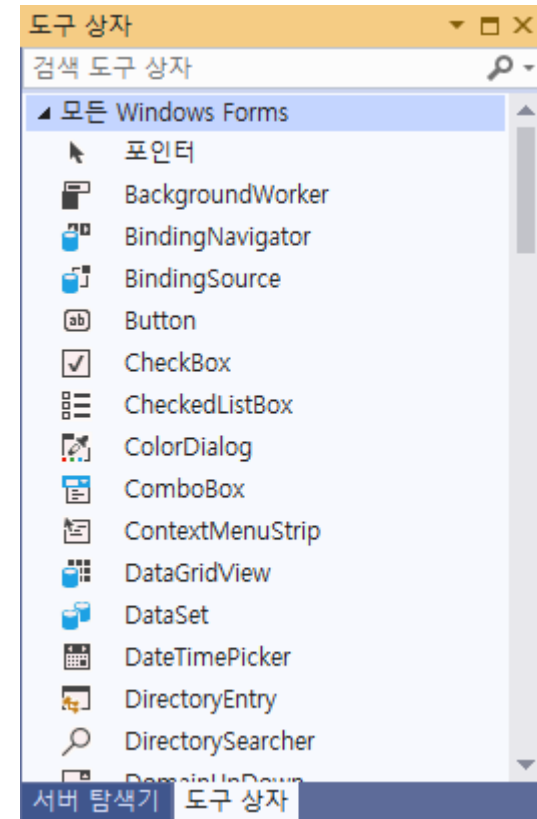 도구 상자
검색 도구 상자
모든 Windows Forms
포인터
BackgroundWorker
BindingNavigator
BindingSource
Button
CheckBox
CheckedListBox
ColorDialog
ComboBox
ContextMenuStrip
DataGridView
DataSet
DateTimePicker
DirectoryEntry
DirectorySearcher
DomainUpDown
서버 탐색기 도구 상자